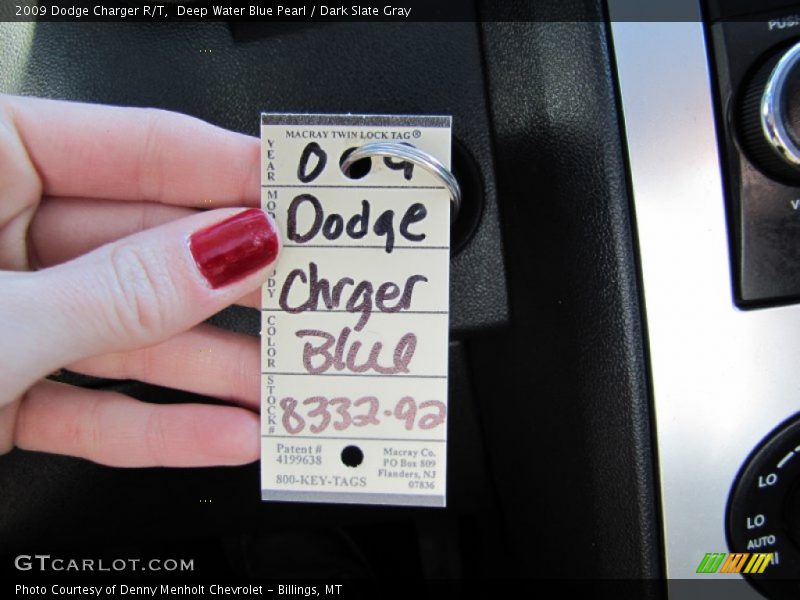 2009 Dodge Charger R/T, Deep Water Blue Pearl / Dark Slate Gray
PUSH
MACRAY TWIN LOCK TAG®
YEAR 09
Dodge
Chrger
COLOR Blue
STOCK# 8332-92
Patent #
4199638
800-KEY-TAGS
Macray Co.
PO Box 809
Flanders, NJ
07836
LO
LO
AUTO
HI
GTCARLOT.COM
Photo Courtesy of Denny Menholt Chevrolet - Billings, MT